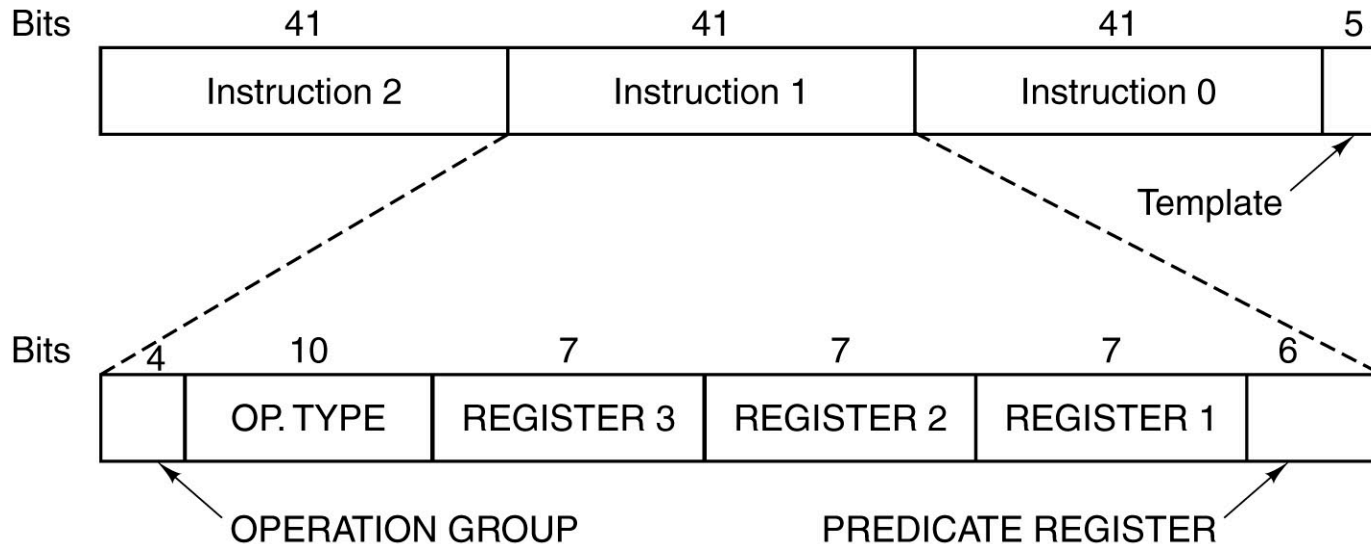 Bits 41 41 41 5
Instruction 2 Instruction 1 Instruction 0
Template
Bits 4 10 7 7 7 6
OP. TYPE REGISTER 3 REGISTER 2 REGISTER 1
OPERATION GROUP PREDICATE REGISTER